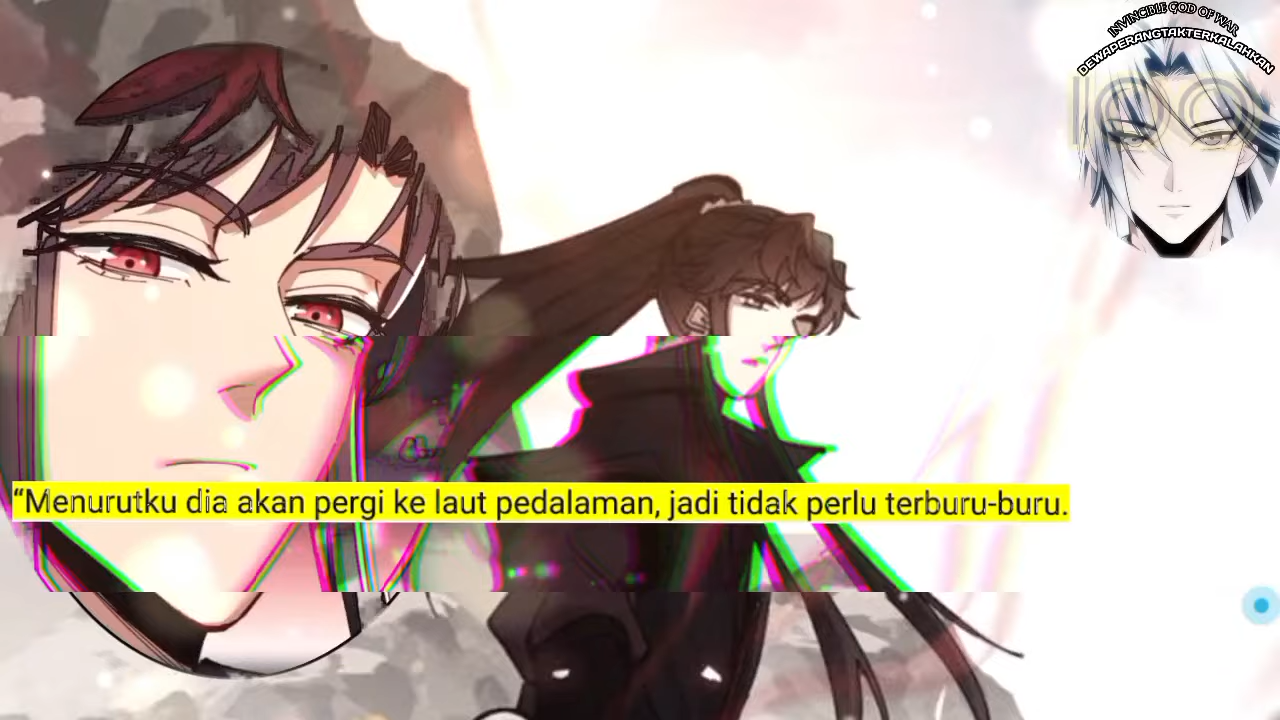 INVINCIBLE GOD OF WAR
DEWAPERANGTAKTERKALAHKAN
“Menurutku dia akan pergi ke laut pedalaman, jadi tidak perlu terburu-buru.